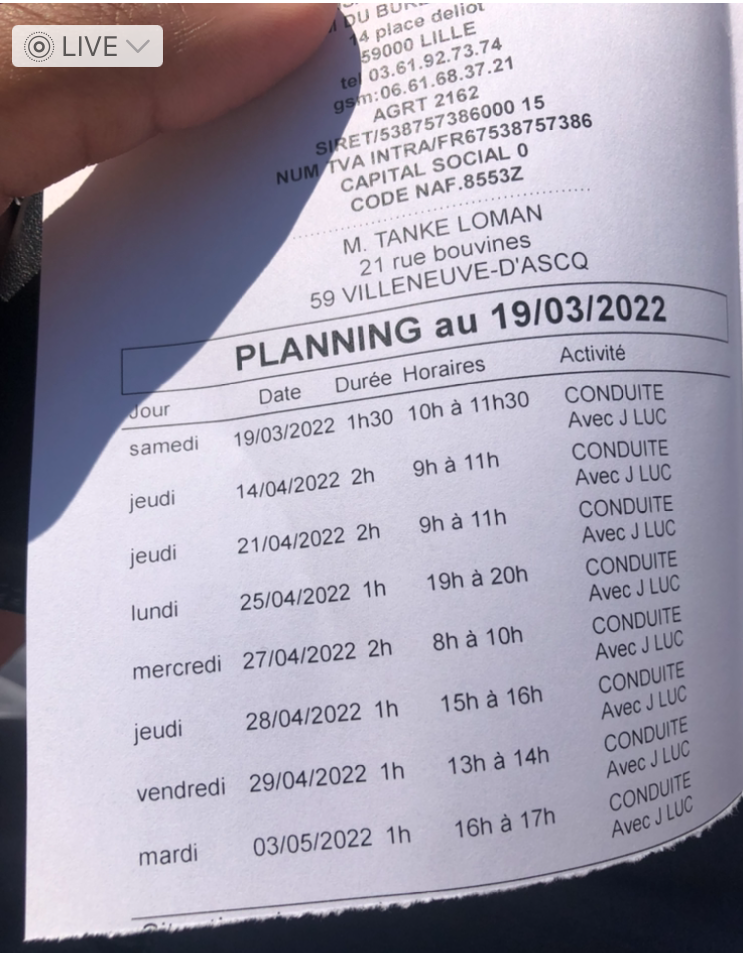 LIVE
DU
14 place deliot
59000 LILLE
tel 03.61.92.73.74
gsm:06.61.68.37.21
AGRT 2162
SIRET/538757386000 15
NUM TVA INTRA/FR67538757386
CAPITAL SOCIAL 0
CODE NAF.8553Z
M. TANKE LOMAN
21 rue bouvines
59 VILLENEUVE-D'ASCQ
PLANNING au 19/03/2022
Jour Date Durée Horaires Activité
samedi 19/03/2022 1h30 10h à 11h30 CONDUITE
Avec J LUC
jeudi 14/04/2022 2h 9h à 11h CONDUITE
Avec J LUC
jeudi 21/04/2022 2h 9h à 11h CONDUITE
Avec J LUC
lundi 25/04/2022 1h 19h à 20h CONDUITE
Avec J LUC
mercredi 27/04/2022 2h 8h à 10h CONDUITE
Avec J LUC
jeudi 28/04/2022 1h 15h à 16h CONDUITE
Avec J LUC
vendredi 29/04/2022 1h 13h à 14h CONDUITE
Avec J LUC
mardi 03/05/2022 1h 16h à 17h CONDUITE
Avec J LUC